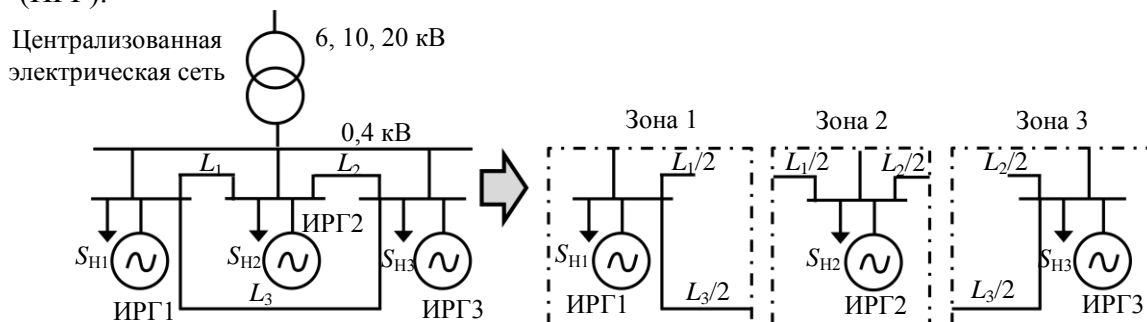 (ИРГ).
Централизованная
электрическая сеть
6, 10, 20 кВ
0,4 кВ
L1
L2
ИРГ2
SН1
SН2
SН3
L3
ИРГ1
ИРГ3
Зона 1
L1/2
SН1
ИРГ1
L3/2
Зона 2
L1/2
L2/2
SН2
ИРГ2
Зона 3
L2/2
SН3
L3/2
ИРГ3